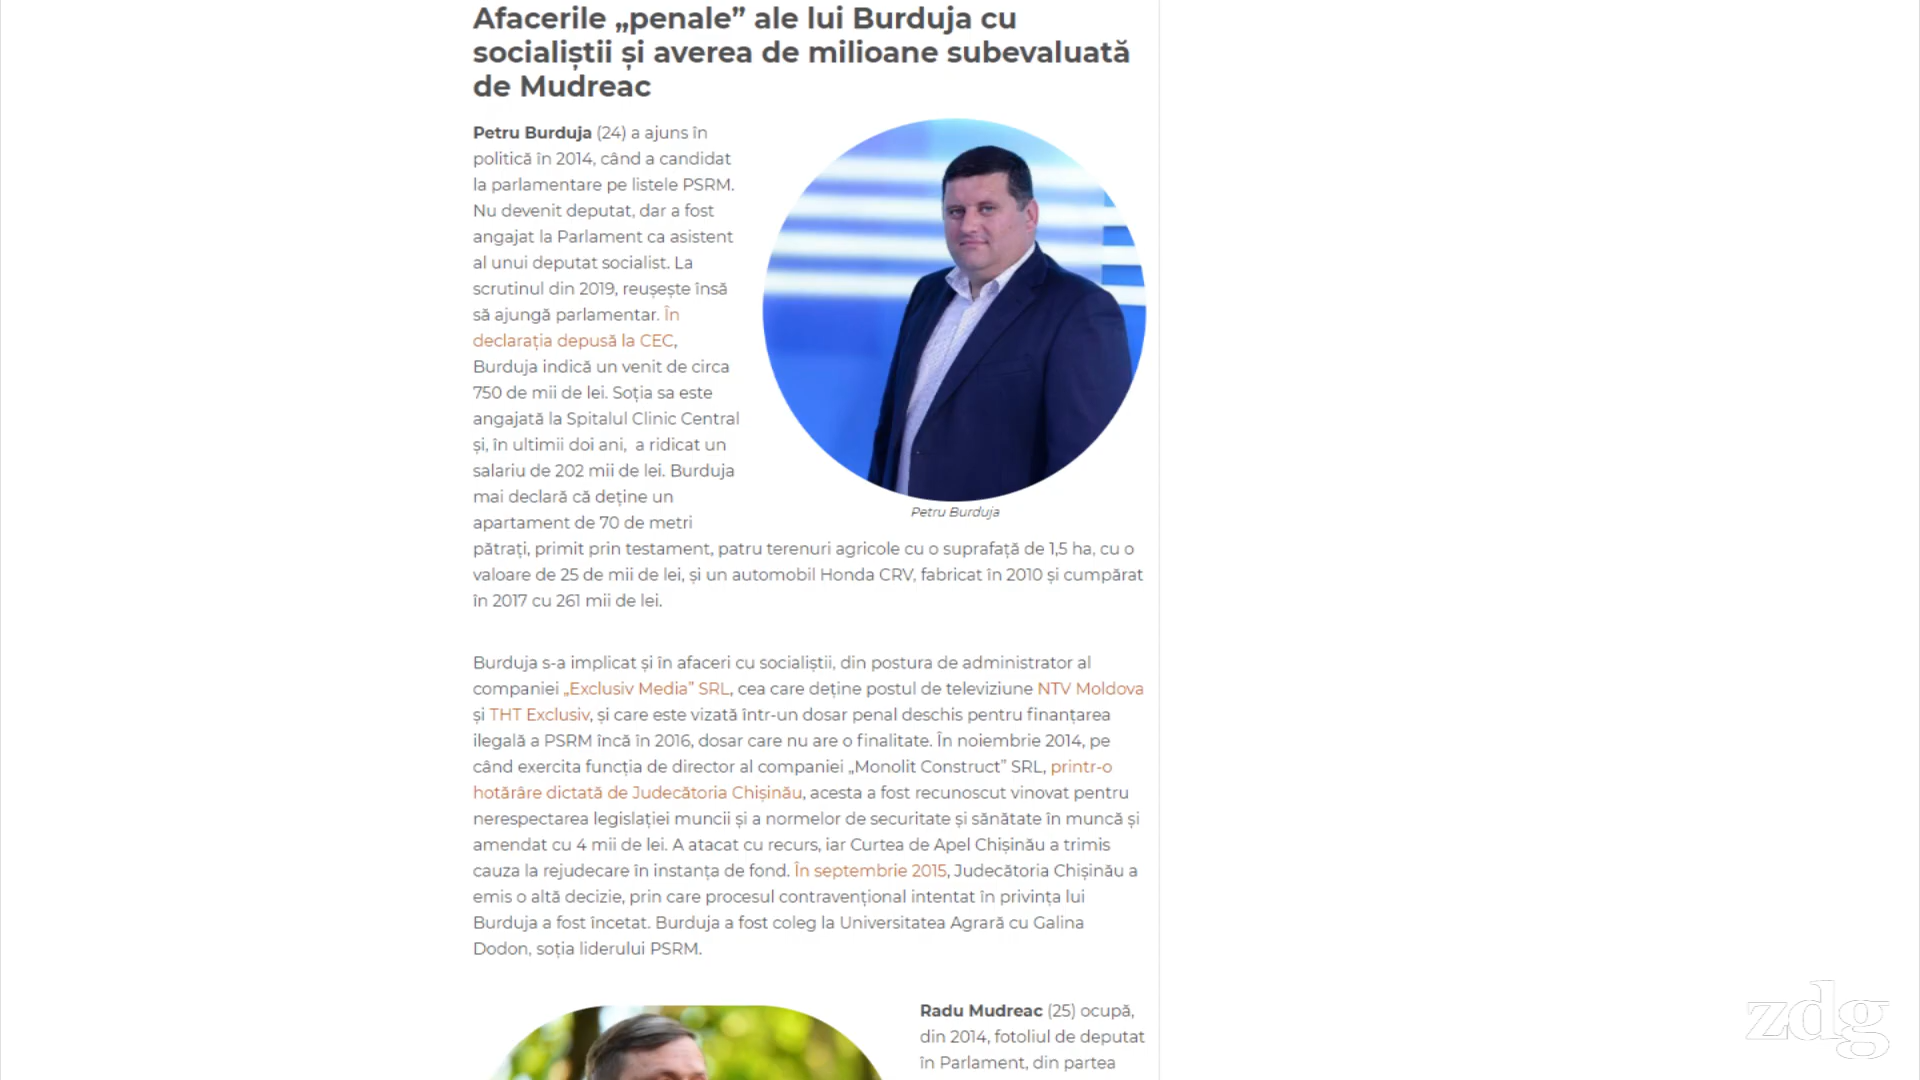 Afacerile „penale” ale lui Burduja cu
socialiștii și averea de milioane subevaluată
de Mudreac
Petru Burduja (24) a ajuns în
politică în 2014, când a candidat
la parlamentare pe listele PSRM.
Nu devenit deputat, dar a fost
angajat la Parlament ca asistent
al unui deputat socialist. La
scrutinul din 2019, reușește însă
să ajungă parlamentar. În
declarația depusă la CEC,
Burduja indică un venit de circa
750 de mii de lei. Soția sa este
angajată la Spitalul Clinic Central
și, în ultimii doi ani, a ridicat un
salariu de 202 mii de lei. Burduja
mai declară că deține un
apartament de 70 de metri
pătrați, primit prin testament, patru terenuri agricole cu o suprafață de 1,5 ha, cu o
valoare de 25 de mii de lei, și un automobil Honda CRV, fabricat în 2010 și cumpărat
în 2017 cu 261 mii de lei.
Petru Burduja
Burduja s-a implicat și în afaceri cu socialiștii, din postura de administrator al
companiei „Exclusiv Media” SRL, cea care deține postul de televiziune NTV Moldova
și THT Exclusiv, și care este vizată într-un dosar penal deschis pentru finanțarea
ilegală a PSRM încă în 2016, dosar care nu are o finalitate. În noiembrie 2014, pe
când exercita funcția de director al companiei „Monolit Construct” SRL, printr-o
hotărâre dictată de Judecătoria Chișinău, acesta a fost recunoscut vinovat pentru
nerespectarea legislației muncii și a normelor de securitate și sănătate în muncă și
amendat cu 4 mii de lei. A atacat cu recurs, iar Curtea de Apel Chișinău a trimis
cauza la rejudecare în instanța de fond. În septembrie 2015, Judecătoria Chișinău a
emis o altă decizie, prin care procesul contravențional intentat în privința lui
Burduja a fost încetat. Burduja a fost coleg la Universitatea Agrară cu Galina
Dodon, soția liderului PSRM.
Radu Mudreac (25) ocupă,
din 2014, fotoliul de deputat
în Parlament, din partea
zdg